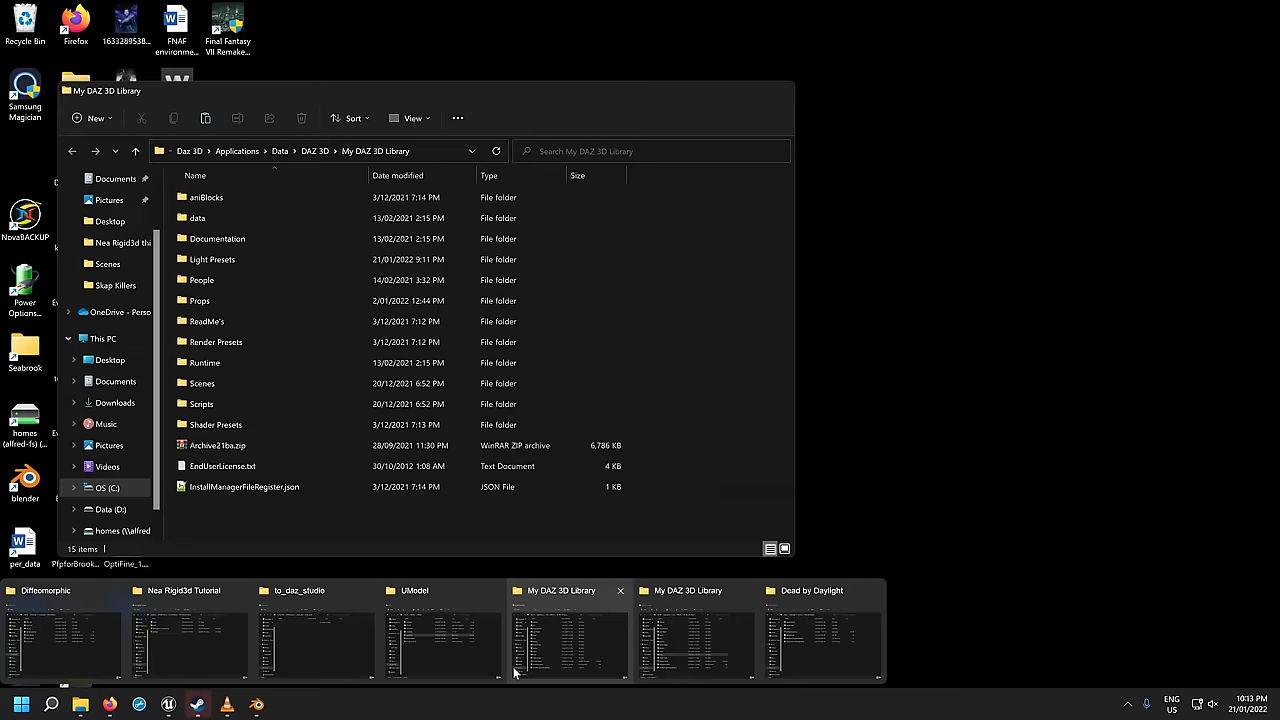 Recycle Bin
Firefox
1633289538...
FNAF
environme...
Final Fantasy
VII Remake...
Samsung
Magician
NovaBACKUP
Power
Options...
Seabrook
homes
(alfred-fs) (...
blender
per_data
PfpforBrook...
OptiFine_1...
My DAZ 3D Library
New
Sort
View
Daz 3D > Applications > Data > DAZ 3D > My DAZ 3D Library
Search My DAZ 3D Library
Documents
Pictures
Desktop
Nea Rigid3d thi
Scenes
Skap Killers
OneDrive - Perso
This PC
Desktop
Documents
Downloads
Music
Pictures
Videos
OS (C:)
Data (D:)
homes (\\alfred
Name Date modified Type Size
aniBlocks 3/12/2021 7:14 PM File folder
data 13/02/2021 2:15 PM File folder
Documentation 13/02/2021 2:15 PM File folder
Light Presets 21/01/2022 9:11 PM File folder
People 14/02/2021 3:32 PM File folder
Props 2/01/2022 12:44 PM File folder
ReadMe's 3/12/2021 7:12 PM File folder
Render Presets 3/12/2021 7:12 PM File folder
Runtime 13/02/2021 2:15 PM File folder
Scenes 20/12/2021 6:52 PM File folder
Scripts 20/12/2021 6:52 PM File folder
Shader Presets 3/12/2021 7:13 PM File folder
Archive21ba.zip 28/09/2021 11:30 PM WinRAR ZIP archive 6,786 KB
EndUserLicense.txt 30/10/2012 1:08 AM Text Document 4 KB
InstallManagerFileRegister.json 3/12/2021 7:14 PM JSON File 1 KB
15 items
Diffeomorphic
Nea Rigid3d Tutorial
to_daz_studio
UModel
My DAZ 3D Library
My DAZ 3D Library
Dead by Daylight
ENG
US
10:13 PM
21/01/2022